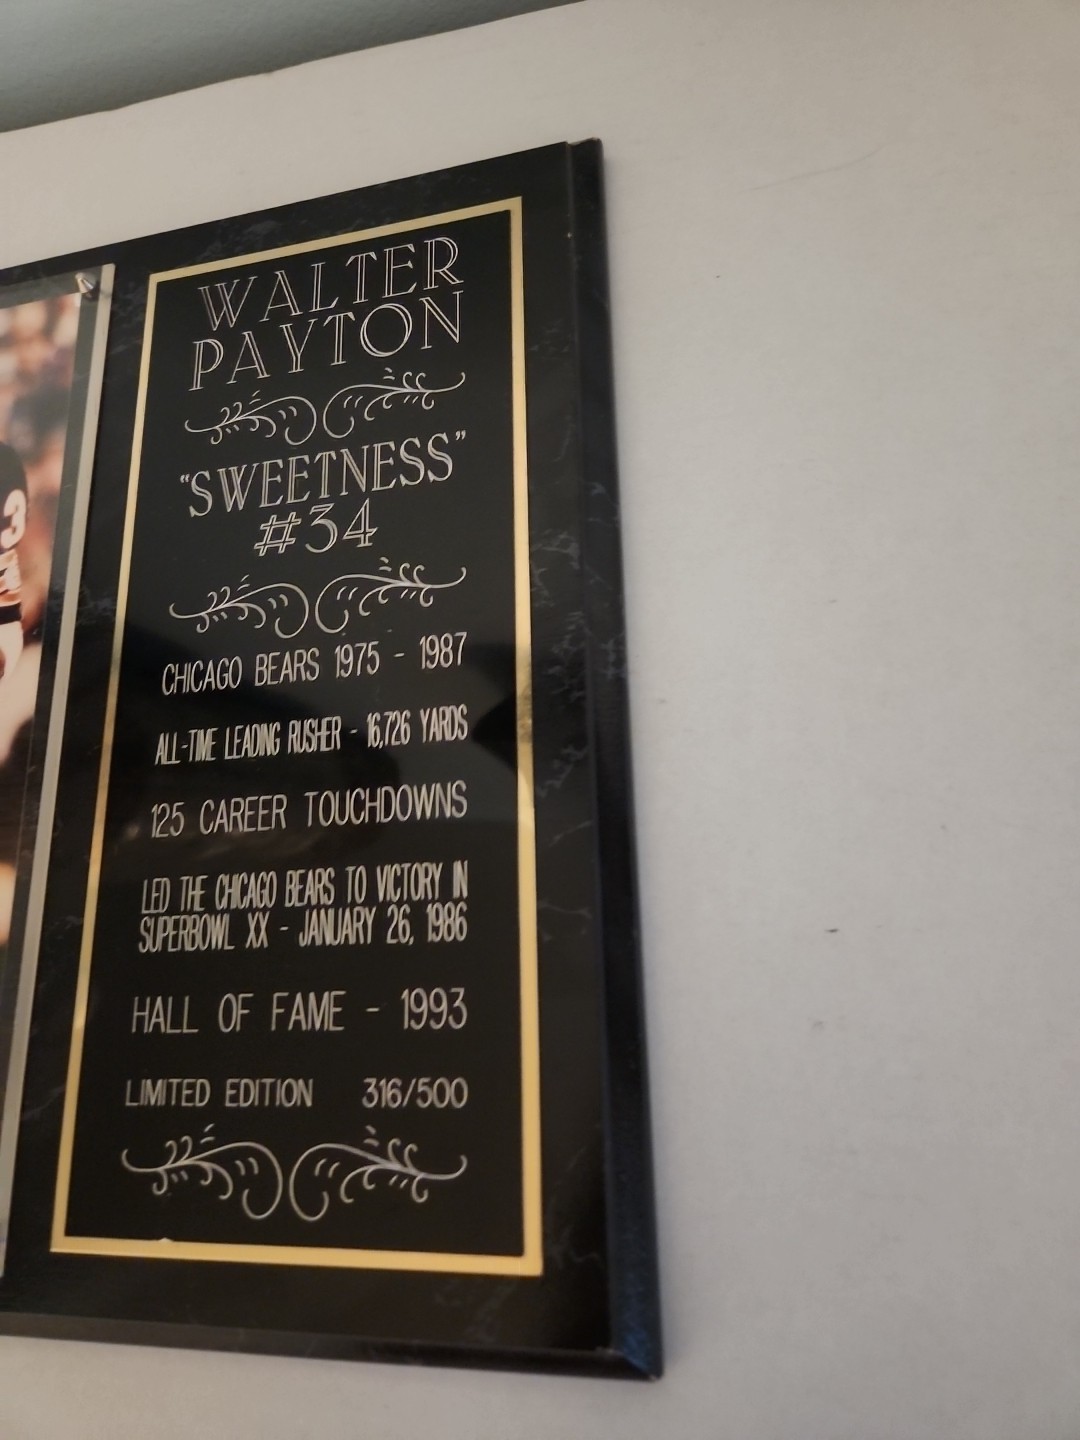 WALTER
PAYTON
"SWEETNESS"
#34
CHICAGO BEARS 1975 - 1987
ALL-TIME LEADING RUSHER - 16,726 YARDS
125 CAREER TOUCHDOWNS
LED THE CHICAGO BEARS TO VICTORY IN
SUPERBOWL XX - JANUARY 26, 1986
HALL OF FAME - 1993
LIMITED EDITION 316/500
3